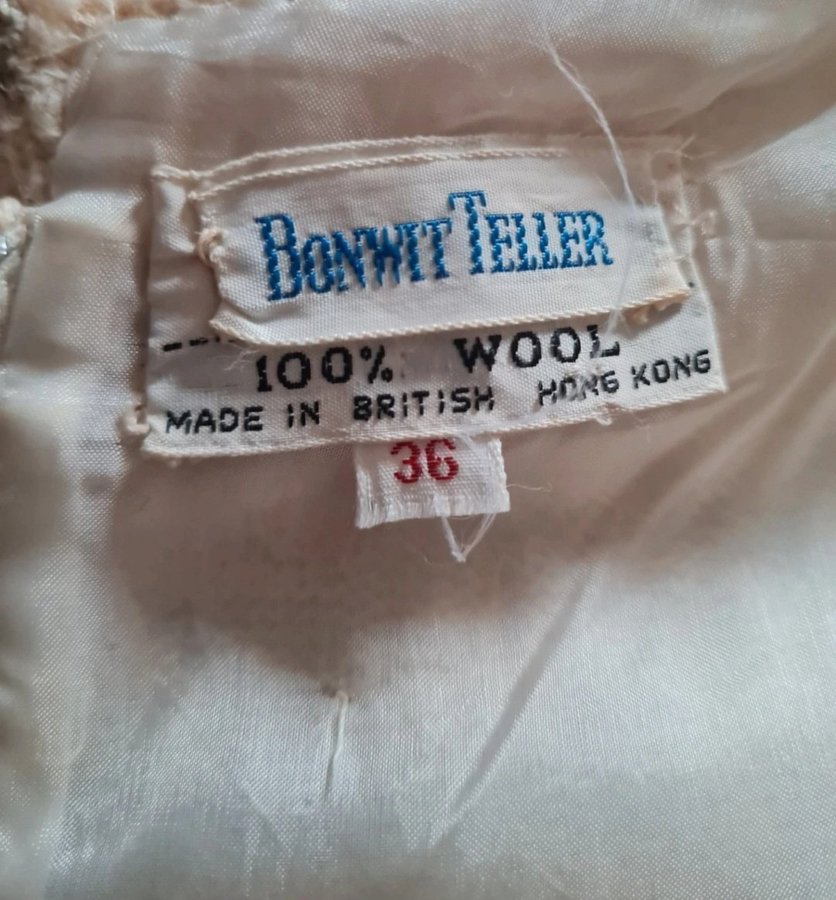 BONWIT TELLER
100% WOOL
MADE IN BRITISH HONG KONG
36